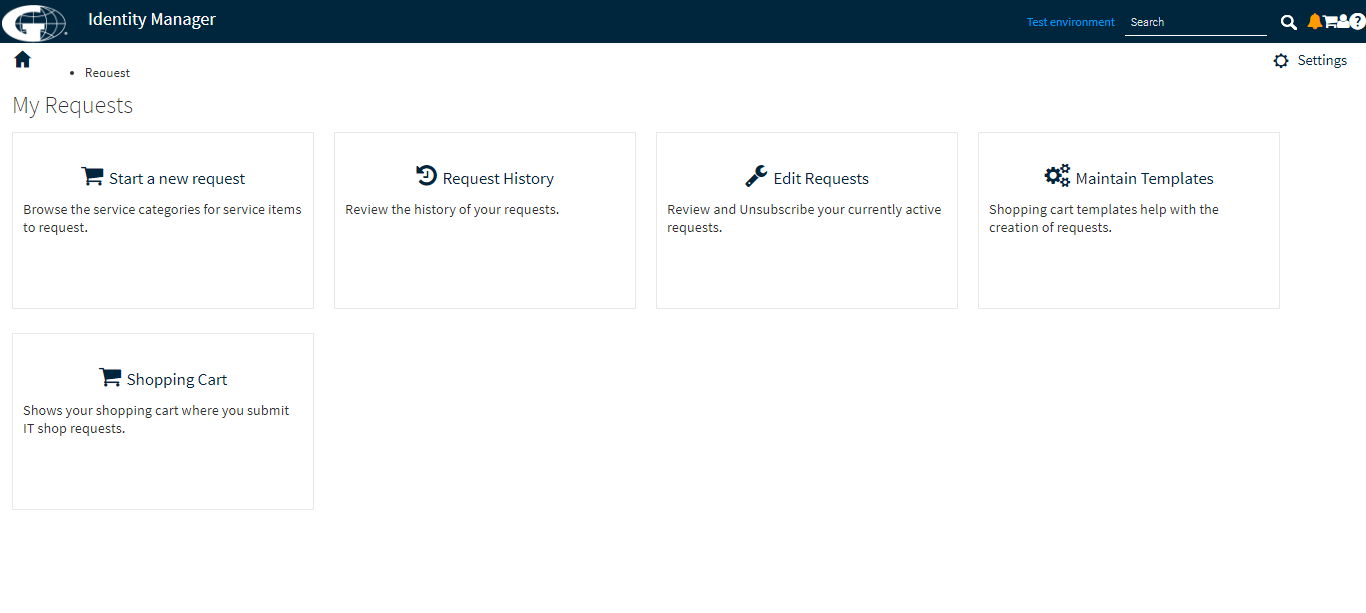 Identity Manager
Test environment
Search
Settings
Request
My Requests
Start a new request
Browse the service categories for service items
to request.
Request History
Review the history of your requests.
Edit Requests
Review and Unsubscribe your currently active
requests.
Maintain Templates
Shopping cart templates help with the
creation of requests.
Shopping Cart
Shows your shopping cart where you submit
IT shop requests.